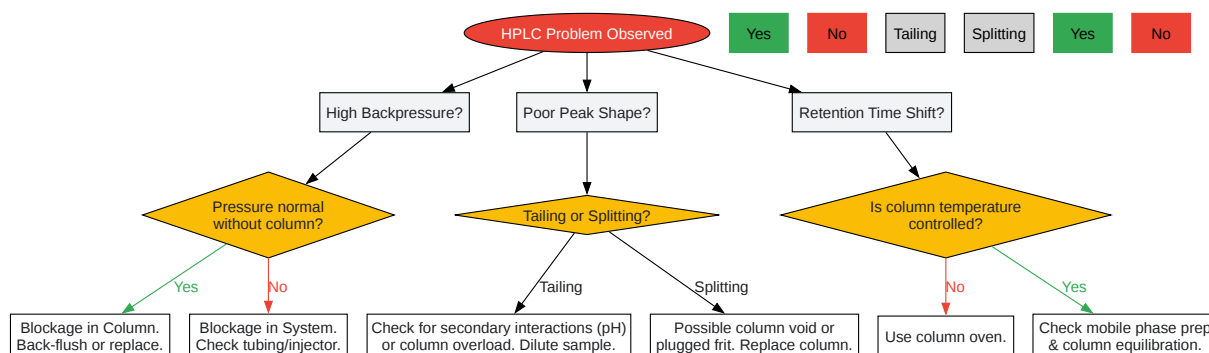 HPLC Problem Observed
Yes
No
Tailing
Splitting
Yes
No
High Backpressure?
Poor Peak Shape?
Retention Time Shift?
Pressure normal
without column?
Tailing or Splitting?
Is column temperature
controlled?
Yes
No
Tailing
Splitting
No
Yes
Blockage in Column.
Back-flush or replace.
Blockage in System.
Check tubing/injector.
Check for secondary interactions (pH)
or column overload. Dilute sample.
Possible column void or
plugged frit. Replace column.
Use column oven.
Check mobile phase prep
& column equilibration.